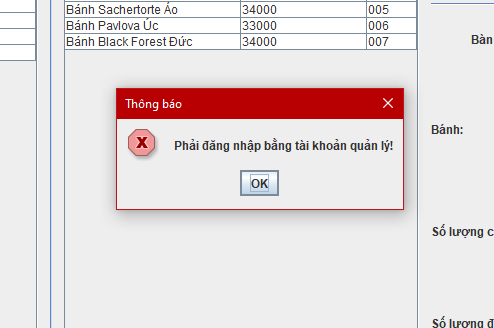 Bánh Sachertorte Áo 34000 005
Bánh Pavlova Úc 33000 006
Bánh Black Forest Đức 34000 007
Bàn
Thông báo
Bánh:
Phải đăng nhập bằng tài khoản quản lý!
OK
Số lượng c
Số lượng đ